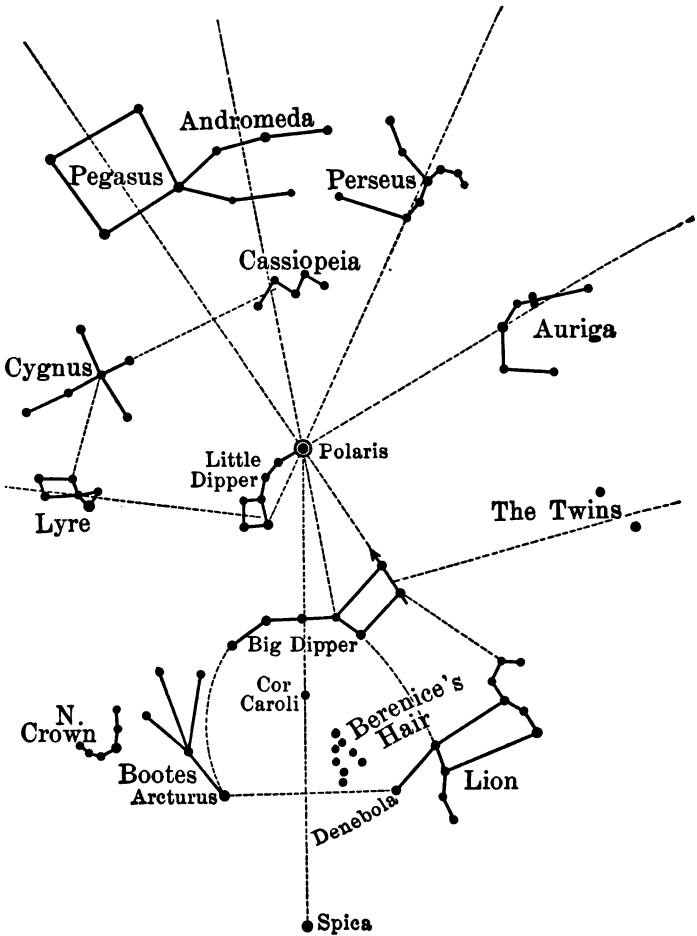 Andromeda
Pegasus
Perseus
Cassiopeia
Auriga
Cygnus
Polaris
Little
Dipper
The Twins
Lyre
Big Dipper
Cor
Caroli
Berenice's
Hair
N.
Crown
Bootes
Arcturus
Lion
Denebola
Spica